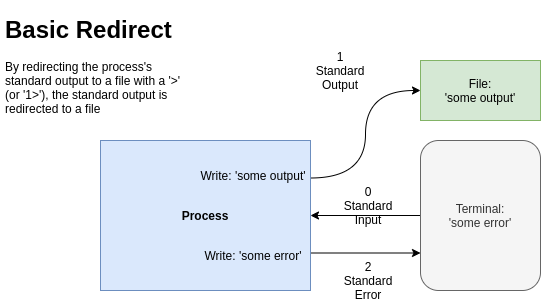 Basic Redirect
By redirecting the process's
standard output to a file with a '>'
(or '1>'), the standard output is
redirected to a file
1
Standard
Output
File:
'some output'
Write: 'some output'
Process
Write: 'some error'
0
Standard
Input
Terminal:
'some error'
2
Standard
Error